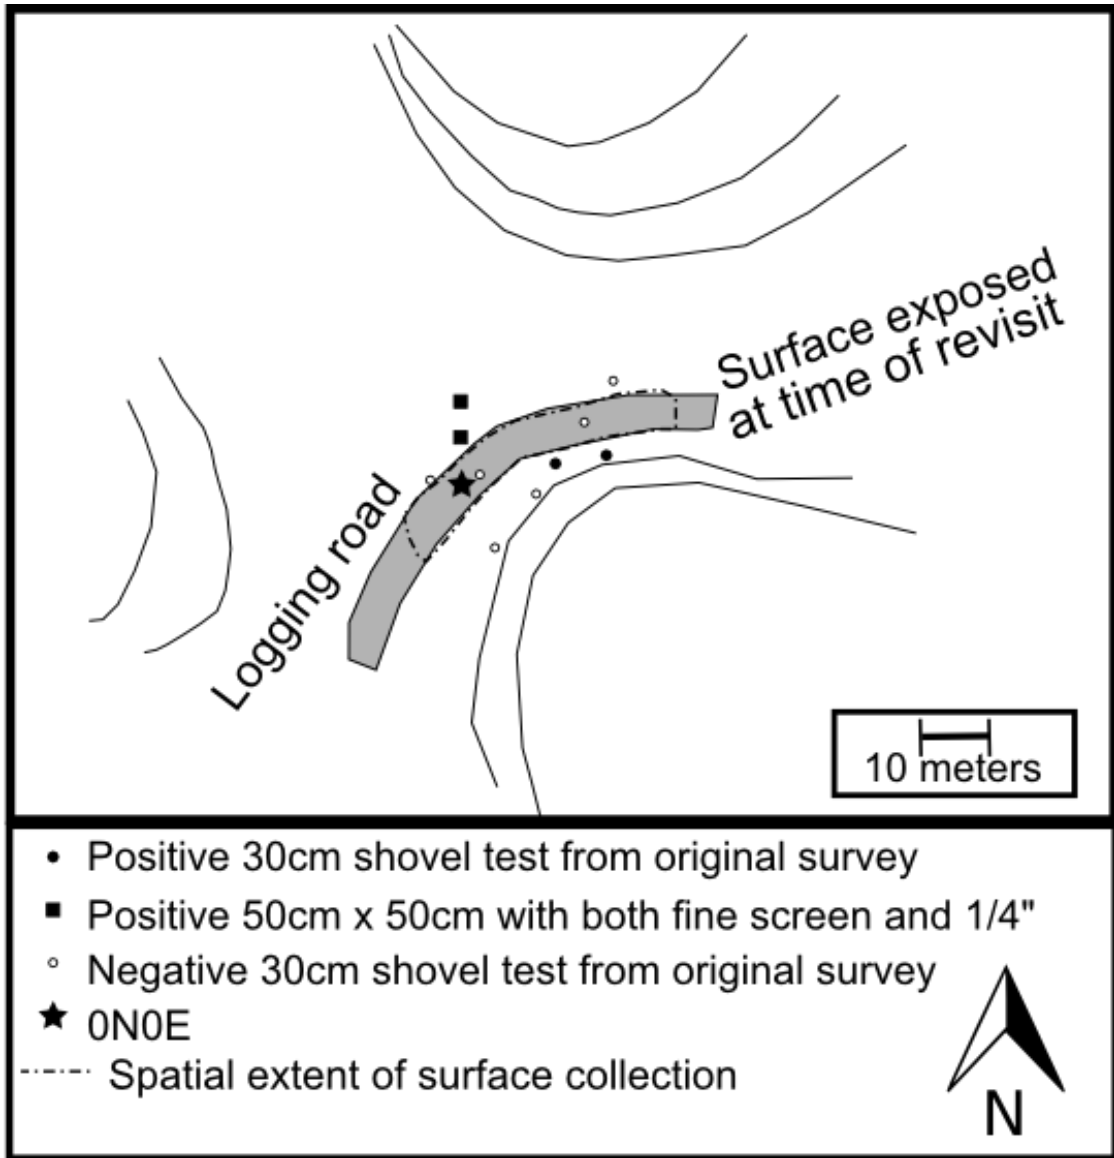 Surface exposed
at time of revisit
Logging road
10 meters
Positive 30cm shovel test from original survey
Positive 50cm x 50cm with both fine screen and 1/4"
Negative 30cm shovel test from original survey
0N0E
Spatial extent of surface collection
N